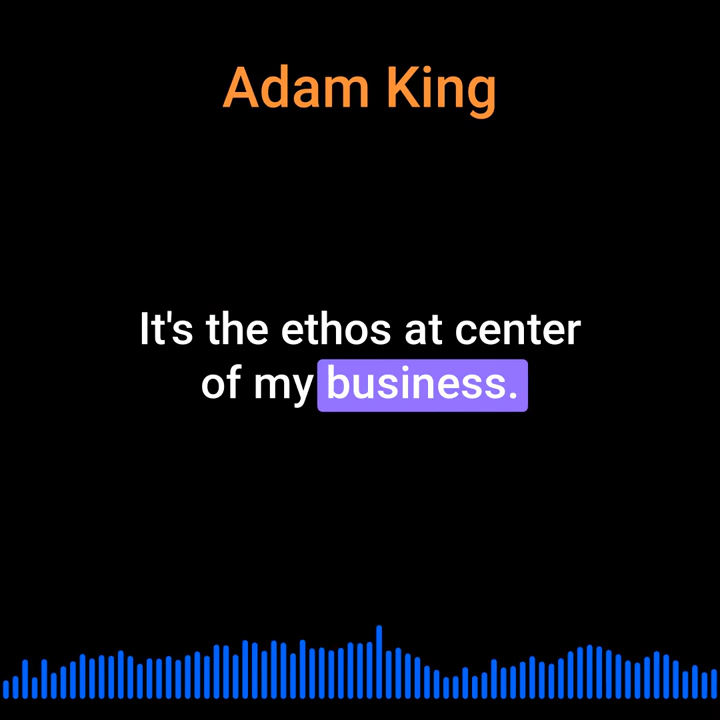 Adam King
It's the ethos at center
of my business.